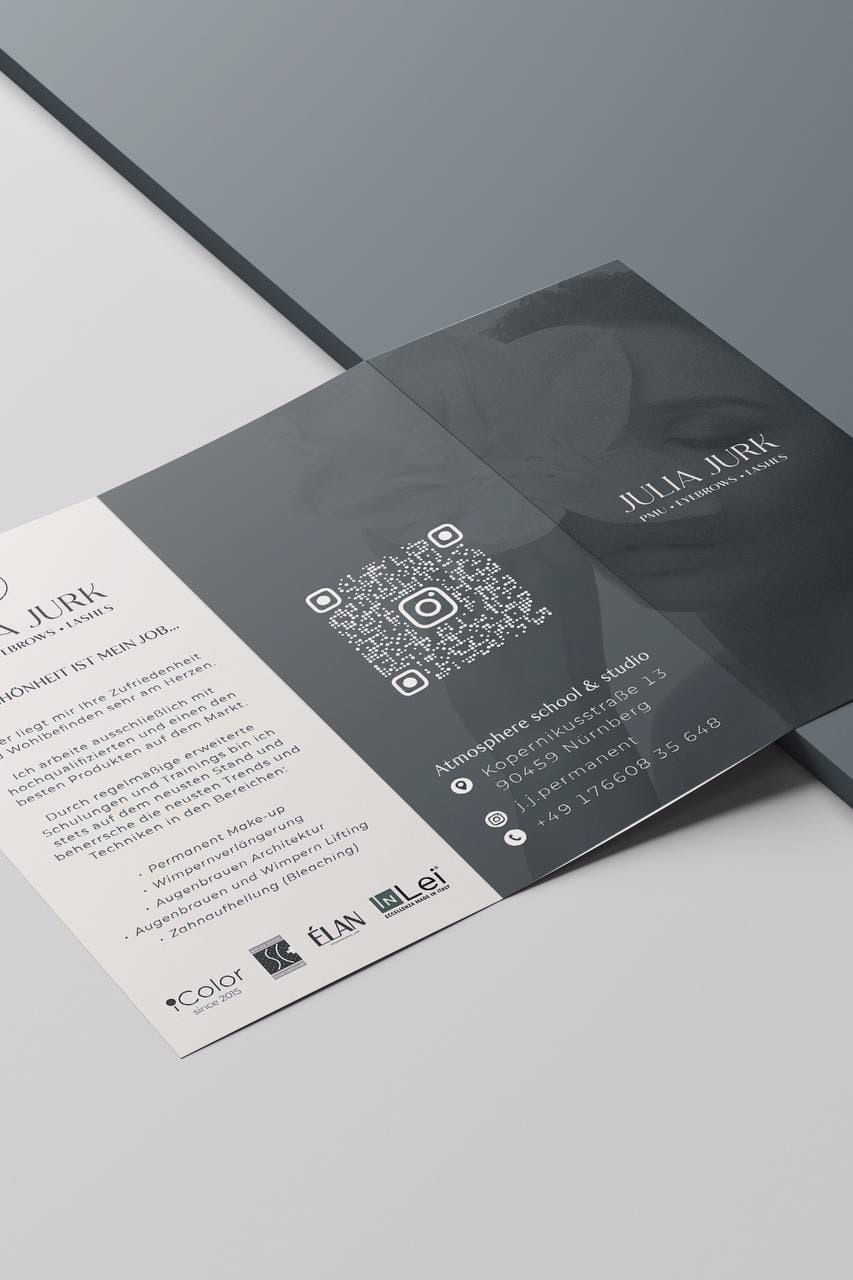 A JURK
EYEBROWS • LASHES
SCHÖNHEIT IST MEIN JOB...
liegt mir Ihre Zufriedenheit
Wohlbefinden sehr am Herzen.
Ich arbeite ausschließlich mit
hochqualifizierten und einen den
besten Produkten auf dem Markt.
Durch regelmäßige erweiterte
Schulungen und Trainings bin ich
stets auf dem neusten Stand und
beherrsche die neusten Trends und
Techniken in den Bereichen:
• Permanent Make-up
• Wimpernverlängerung
• Augenbrauen Architektur
• Augenbrauen und Wimpern Lifting
• Zahnaufhellung (Bleaching)
iColor
since 2015
ÉLAN
InLei®
ECCELLENZA MADE IN ITALY
Atmosphere school & studio
Kopernikusstraße 13
90459 Nürnberg
j.j.permanent
+49 176608 35 648
JULIA JURK
PMU • EYEBROWS • LASHES